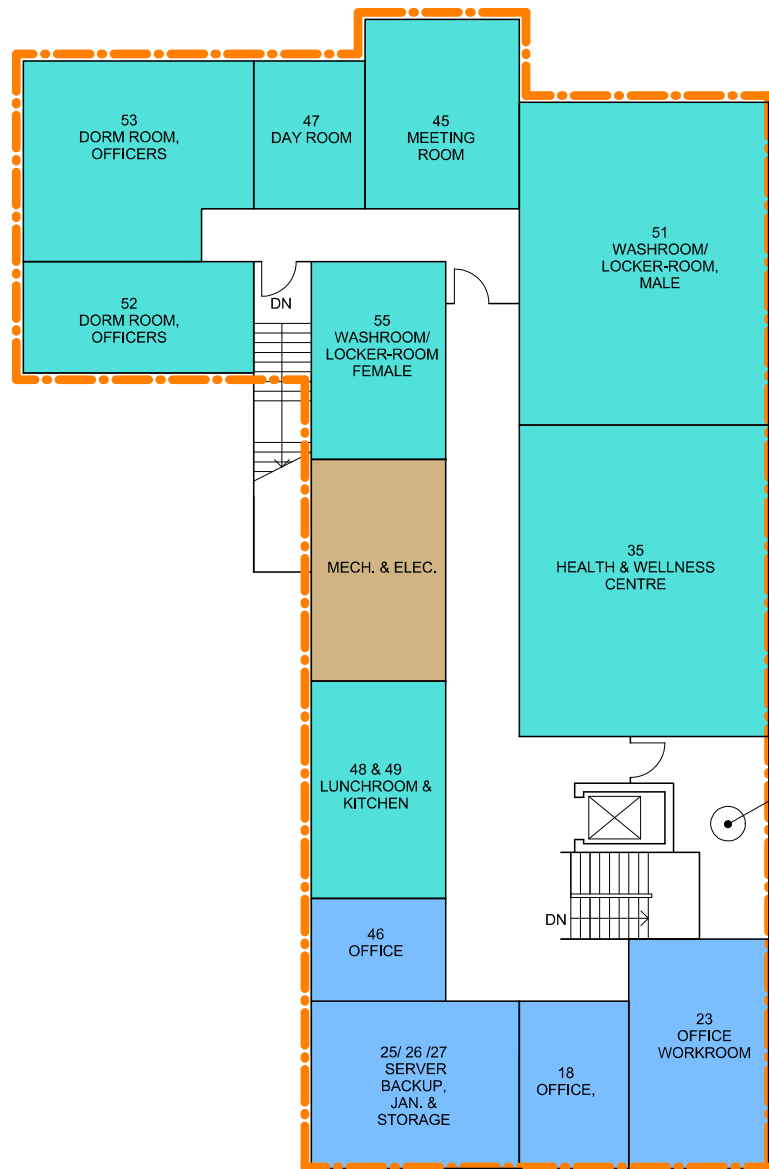 53
DORM ROOM,
OFFICERS
47
DAY ROOM
45
MEETING
ROOM
51
WASHROOM/
LOCKER-ROOM,
MALE
52
DORM ROOM,
OFFICERS
DN
55
WASHROOM/
LOCKER-ROOM
FEMALE
MECH. & ELEC.
35
HEALTH & WELLNESS
CENTRE
48 & 49
LUNCHROOM &
KITCHEN
DN
46
OFFICE
23
OFFICE
WORKROOM
25/ 26 /27
SERVER
BACKUP,
JAN. &
STORAGE
18
OFFICE,